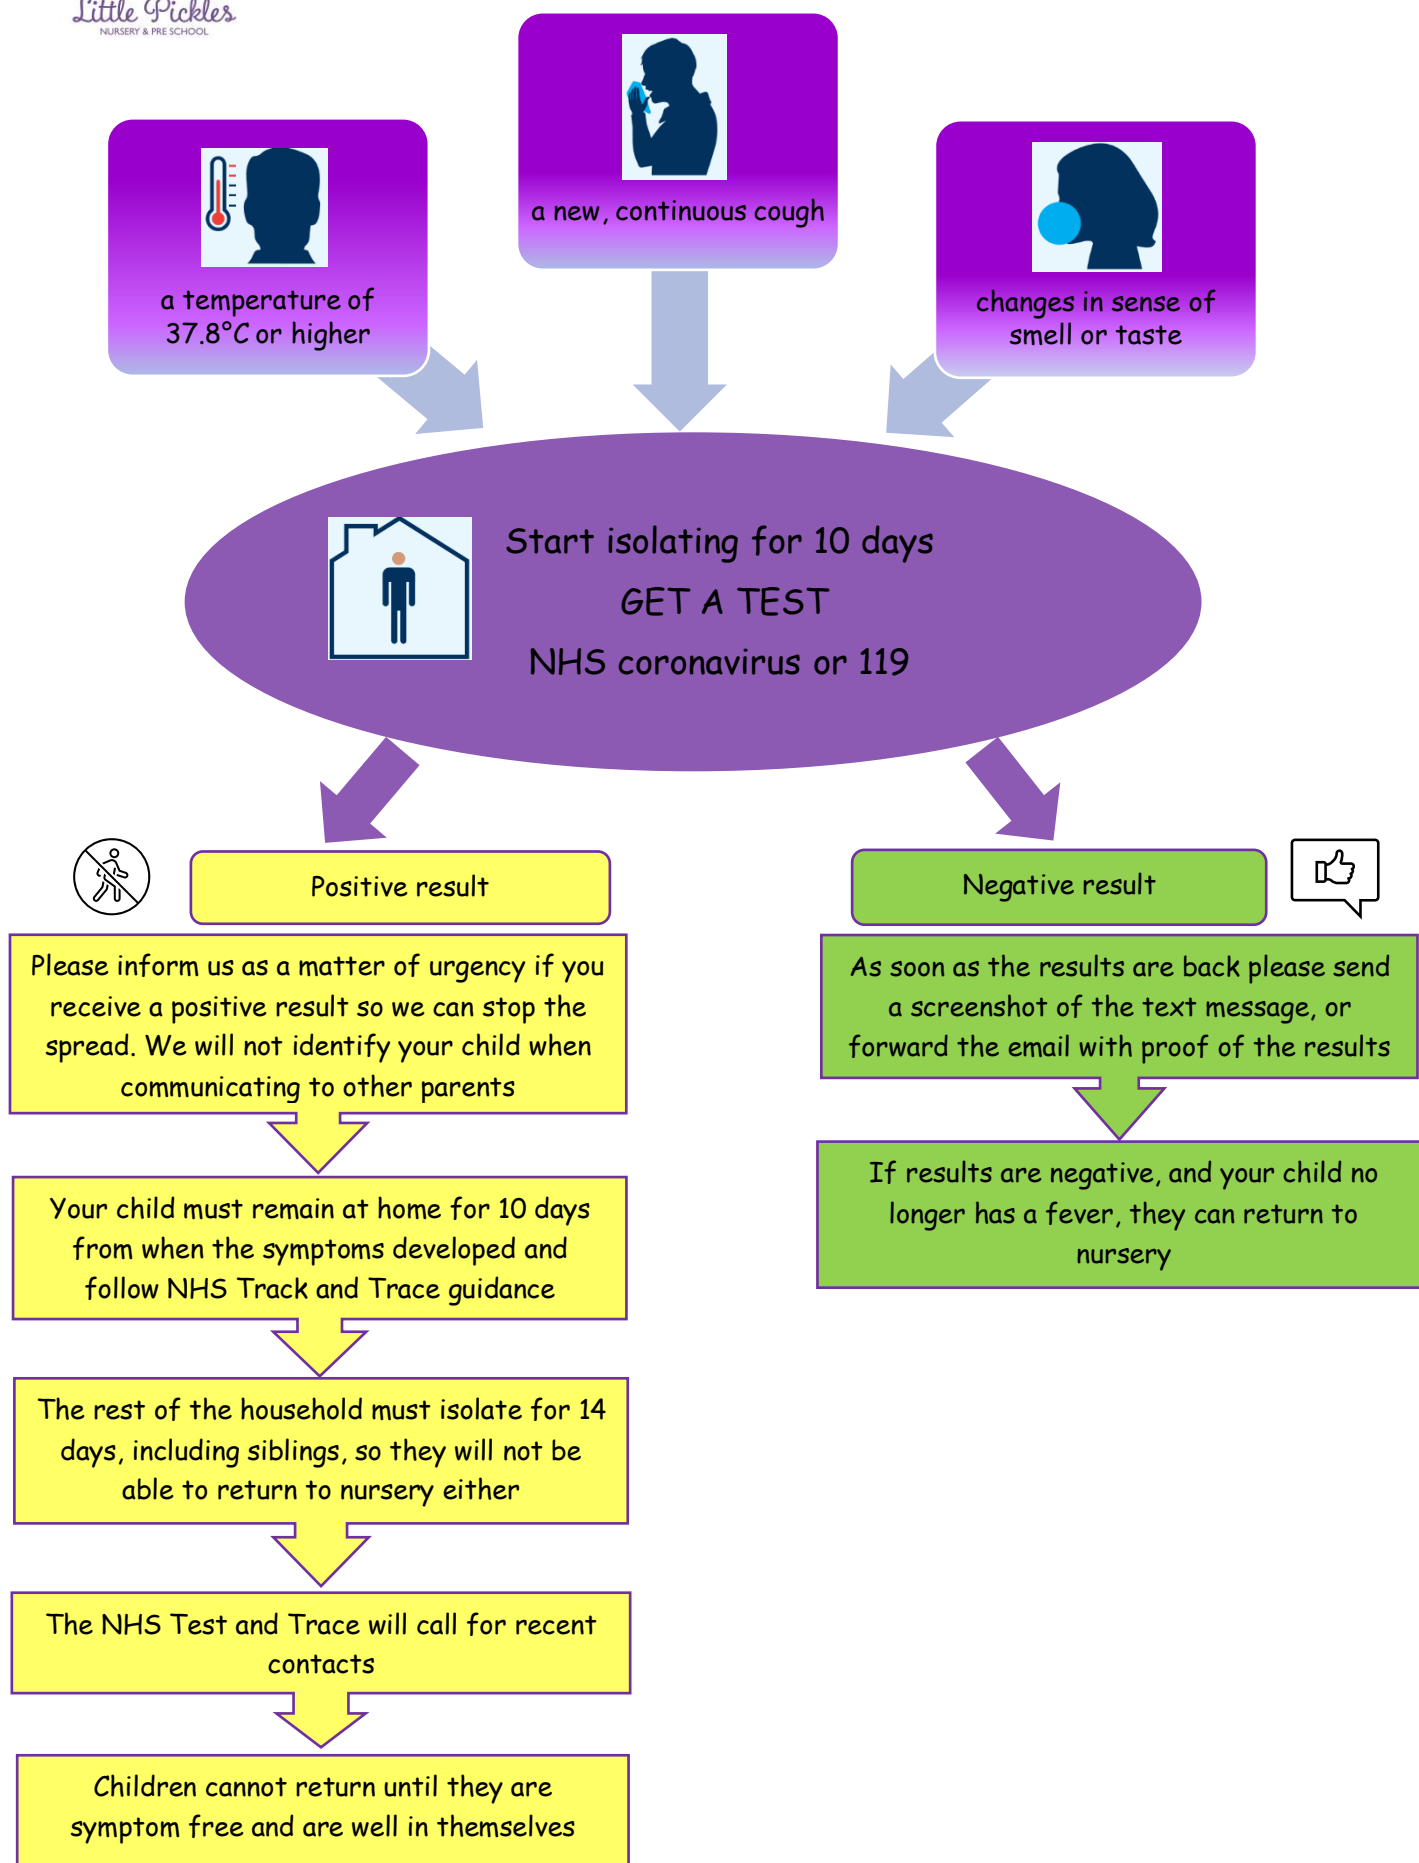 Little Pickles
NURSERY & PRE SCHOOL
a new, continuous cough
a temperature of
37.8°C or higher
changes in sense of
smell or taste
Start isolating for 10 days
GET A TEST
NHS coronavirus or 119
Positive result
Please inform us as a matter of urgency if you
receive a positive result so we can stop the
spread. We will not identify your child when
communicating to other parents
Your child must remain at home for 10 days
from when the symptoms developed and
follow NHS Track and Trace guidance
The rest of the household must isolate for 14
days, including siblings, so they will not be
able to return to nursery either
The NHS Test and Trace will call for recent
contacts
Children cannot return until they are
symptom free and are well in themselves
Negative result
As soon as the results are back please send
a screenshot of the text message, or
forward the email with proof of the results
If results are negative, and your child no
longer has a fever, they can return to
nursery